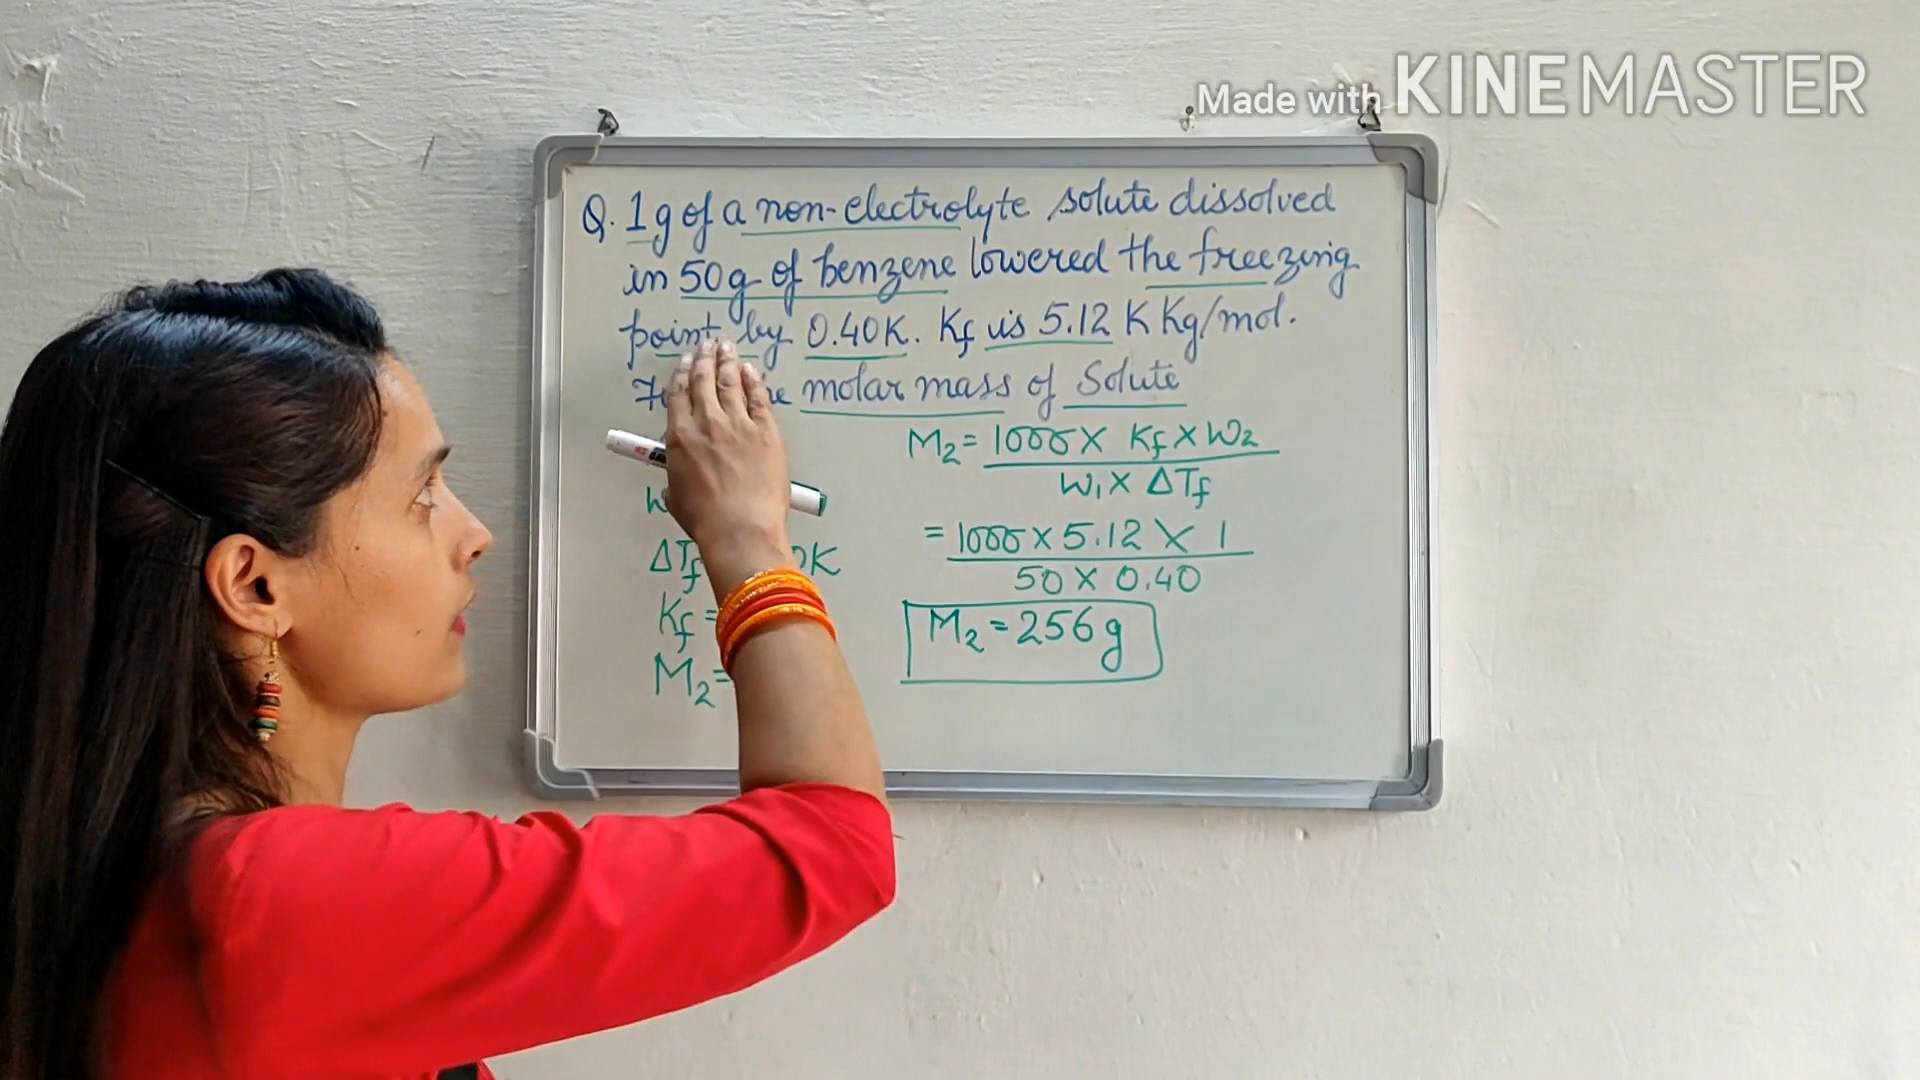 Made with KINEMASTER
Q. 1g of a non-electrolyte solute dissolved
in 50g of benzene lowered the freezing
point by 0.40K. Kf is 5.12 K Kg/mol.
molar mass of Solute
M2 = 1000 X Kf X W2
W1 X ΔTf
= 1000 X 5.12 X 1
50 X 0.40
M2 = 256g
ΔTf K
Kf =
M2 =